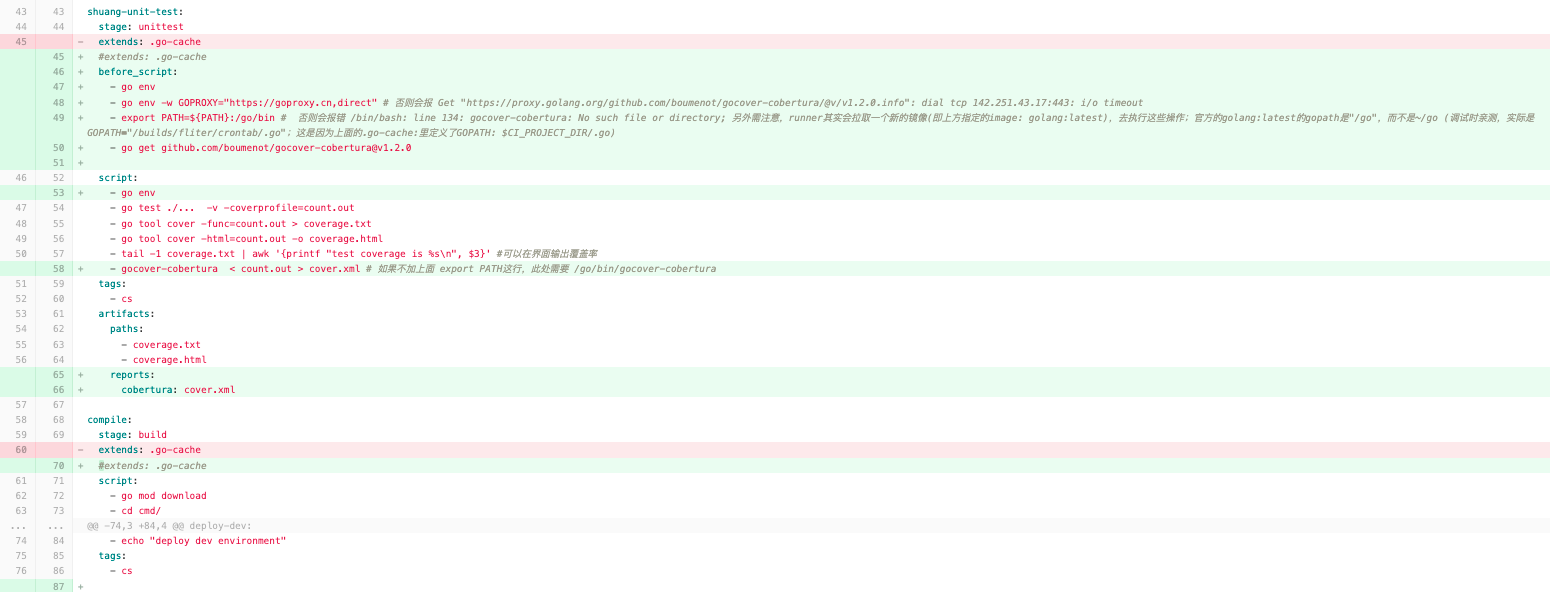 43 43 shuang-unit-test:
44 44 stage: unittest
45 - extends: .go-cache
45 + #extends: .go-cache
46 + before_script:
47 + - go env
48 + - go env -w GOPROXY="https://goproxy.cn,direct" # 否则会报 Get "https://proxy.golang.org/github.com/boumenot/gocover-cobertura/@v/v1.2.0.info": dial tcp 142.251.43.17:443: i/o timeout
49 + - export PATH=${PATH}:/go/bin # 否则会报错 /bin/bash: line 134: gocover-cobertura: No such file or directory; 另外需注意, runner其实会拉取一个新的镜像(即上方指定的image: golang:latest), 去执行这些操作; 官方的golang:latest的gopath是"/go", 而不是~/go (调试时亲测, 实际是
GOPATH="/builds/fliter/crontab/.go"; 这是因为上面的.go-cache:里定义了GOPATH: $CI_PROJECT_DIR/.go)
50 + - go get github.com/boumenot/gocover-cobertura@v1.2.0
51 +
46 52 script:
53 + - go env
47 54 - go test ./... -v -coverprofile=count.out
48 55 - go tool cover -func=count.out > coverage.txt
49 56 - go tool cover -html=count.out -o coverage.html
50 57 - tail -1 coverage.txt | awk '{printf "test coverage is %s\n", $3}' #可以在界面输出覆盖率
58 + - gocover-cobertura < count.out > cover.xml # 如果不加上面 export PATH这行, 此处需要 /go/bin/gocover-cobertura
51 59 tags:
52 60 - cs
53 61 artifacts:
54 62 paths:
55 63 - coverage.txt
56 64 - coverage.html
65 + reports:
66 + cobertura: cover.xml
57 67
58 68 compile:
59 69 stage: build
60 - extends: .go-cache
70 + #extends: .go-cache
61 71 script:
62 72 - go mod download
63 73 - cd cmd/
... ... @@ -74,3 +84,4 @@ deploy-dev:
74 84 - echo "deploy dev environment"
75 85 tags:
76 86 - cs
87 +